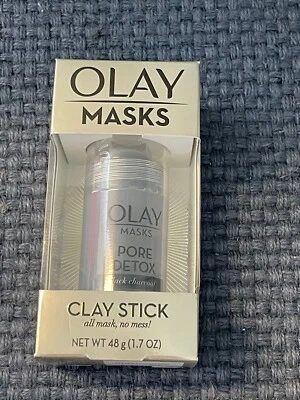 OLAY
MASKS
OLAY
MASKS
PORE
DETOX
black charcoal
CLAY STICK
all mask, no mess!
NET WT 48 g (1.7 OZ)